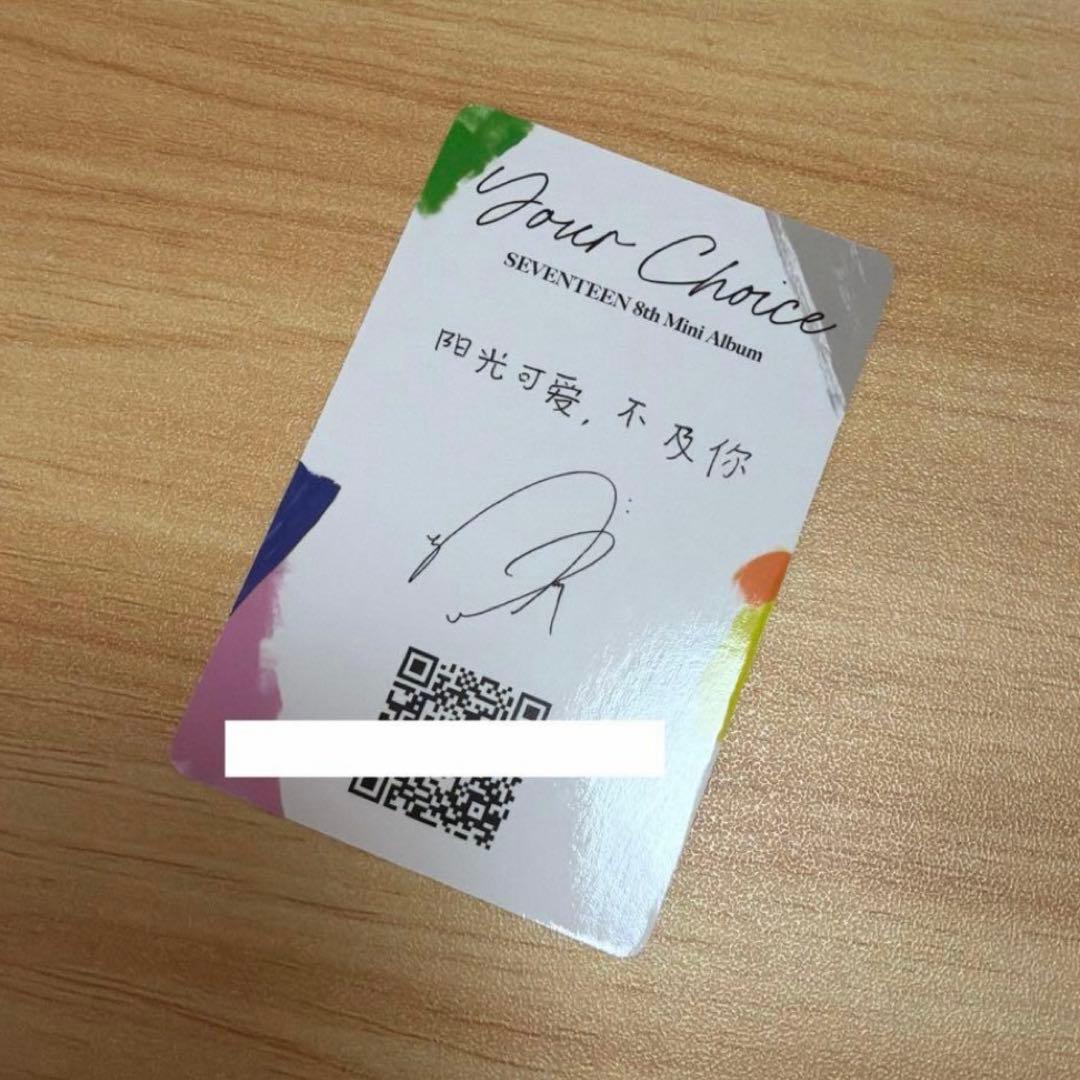 Your Choice
SEVENTEEN 8th Mini Album
阳光可爱,不及你